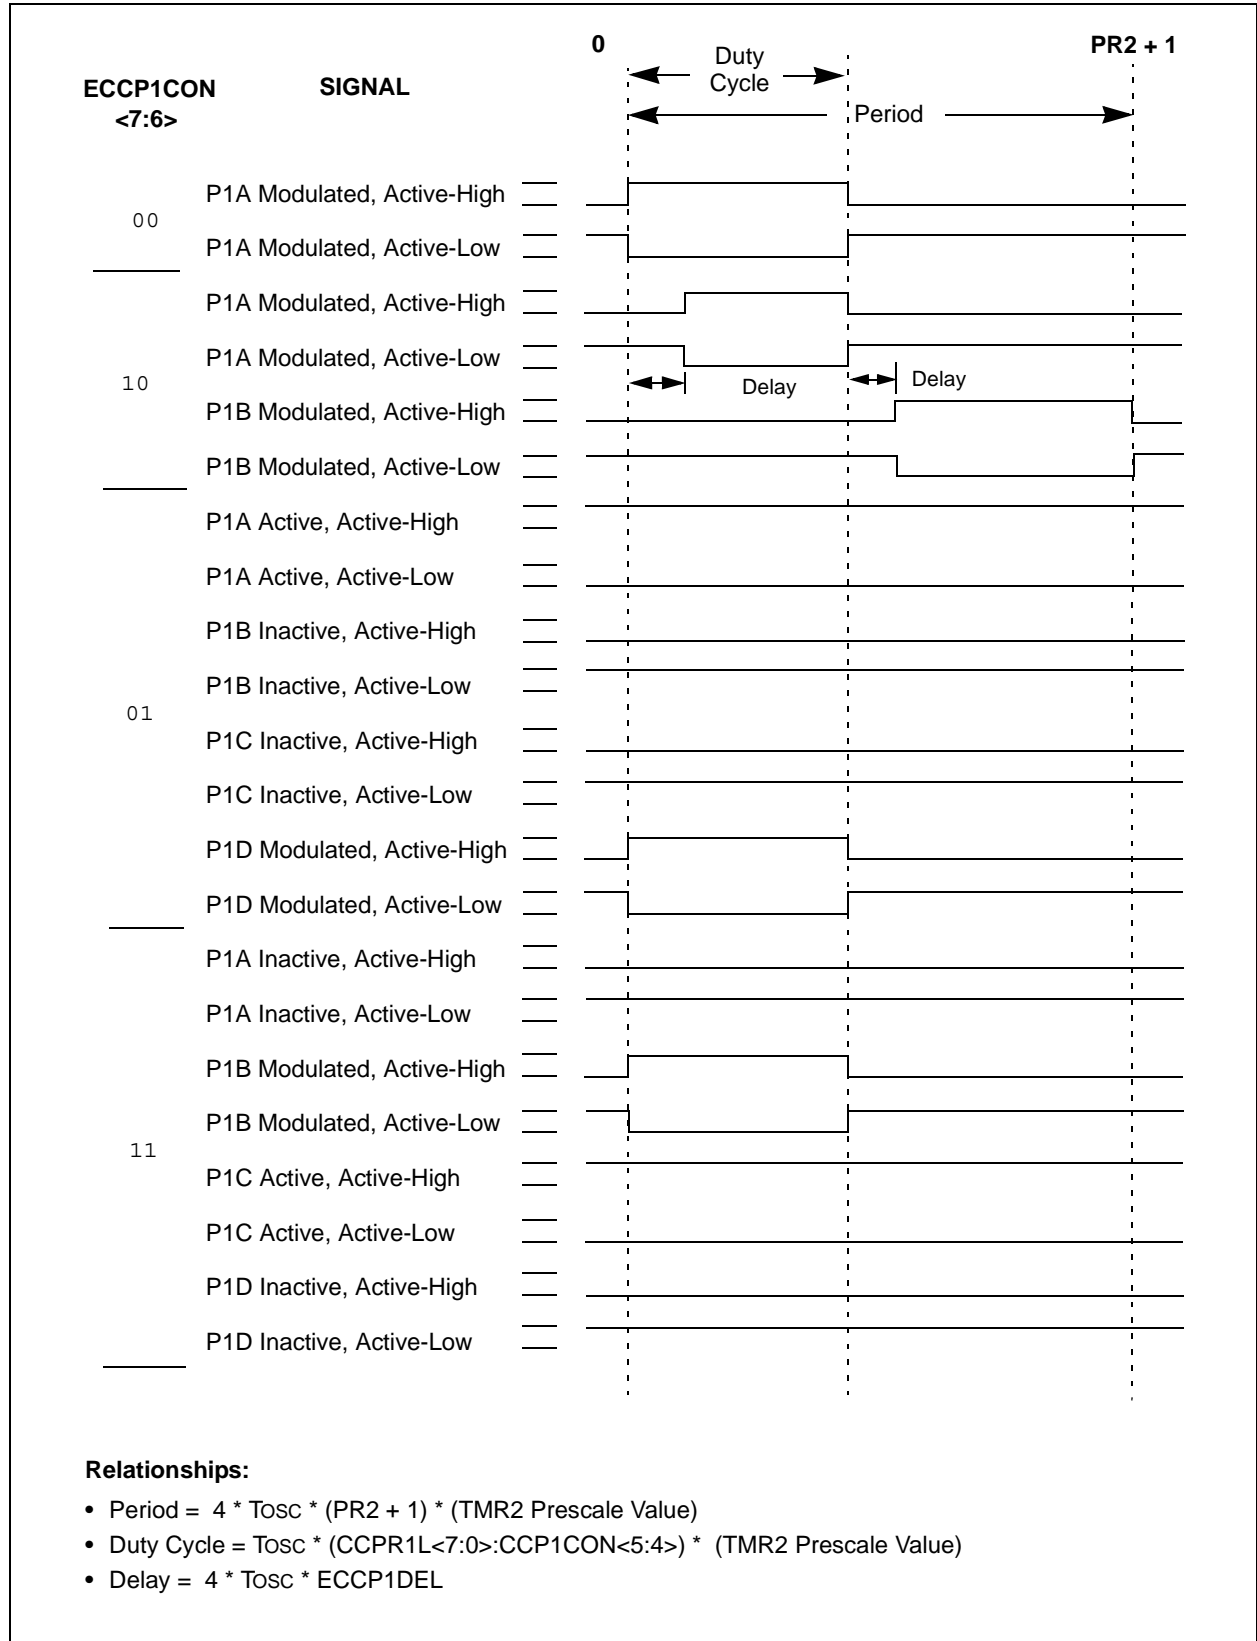 0
PR2 + 1
Duty
Cycle
ECCP1CON
<7:6>
SIGNAL
Period
00
P1A Modulated, Active-High
P1A Modulated, Active-Low
10
P1A Modulated, Active-High
P1A Modulated, Active-Low
Delay
Delay
P1B Modulated, Active-High
P1B Modulated, Active-Low
01
P1A Active, Active-High
P1A Active, Active-Low
P1B Inactive, Active-High
P1B Inactive, Active-Low
P1C Inactive, Active-High
P1C Inactive, Active-Low
P1D Modulated, Active-High
P1D Modulated, Active-Low
11
P1A Inactive, Active-High
P1A Inactive, Active-Low
P1B Modulated, Active-High
P1B Modulated, Active-Low
P1C Active, Active-High
P1C Active, Active-Low
P1D Inactive, Active-High
P1D Inactive, Active-Low
Relationships:
• Period = 4 * TOSC * (PR2 + 1) * (TMR2 Prescale Value)
• Duty Cycle = TOSC * (CCPR1L<7:0>:CCP1CON<5:4>) * (TMR2 Prescale Value)
• Delay = 4 * TOSC * ECCP1DEL